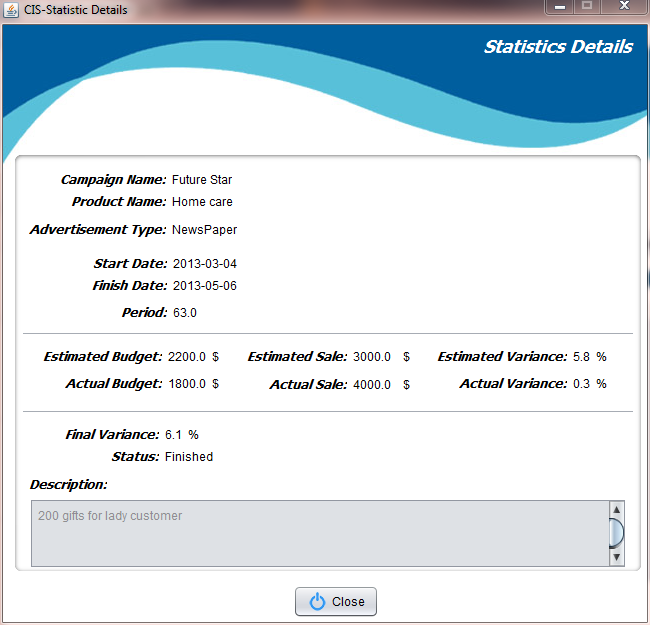 CIS-Statistic Details
Statistics Details
Campaign Name: Future Star
Product Name: Home care
Advertisement Type: NewsPaper
Start Date: 2013-03-04
Finish Date: 2013-05-06
Period: 63.0
Estimated Budget: 2200.0 $ Estimated Sale: 3000.0 $ Estimated Variance: 5.8 %
Actual Budget: 1800.0 $ Actual Sale: 4000.0 $ Actual Variance: 0.3 %
Final Variance: 6.1 %
Status: Finished
Description:
200 gifts for lady customer
Close